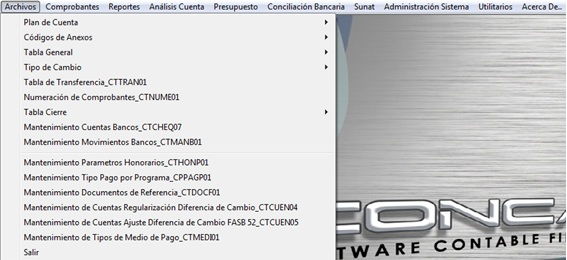 Archivos Comprobantes Reportes Análisis Cuenta Presupuesto Conciliación Bancaria Sunat Administración Sistema Utilitarios Acerca De..
Plan de Cuenta
Códigos de Anexos
Tabla General
Tipo de Cambio
Tabla de Transferencia_CTTRAN01
Numeración de Comprobantes_CTNUME01
Tabla Cierre
Mantenimiento Cuentas Bancos_CTCHEQ07
Mantenimiento Movimientos Bancos_CTMANB01
Mantenimiento Parametros Honorarios_CTHONP01
Mantenimiento Tipo Pago por Programa_CPPAGP01
Mantenimiento Documentos de Referencia_CTDOCF01
Mantenimiento de Cuentas Regularización Diferencia de Cambio_CTCUEN04
Mantenimiento de Cuentas Ajuste Diferencia de Cambio FASB 52_CTCUEN05
Mantenimiento de Tipos de Medio de Pago_CTMEDI01
Salir
CONCA
TWARE CONTABLE FI